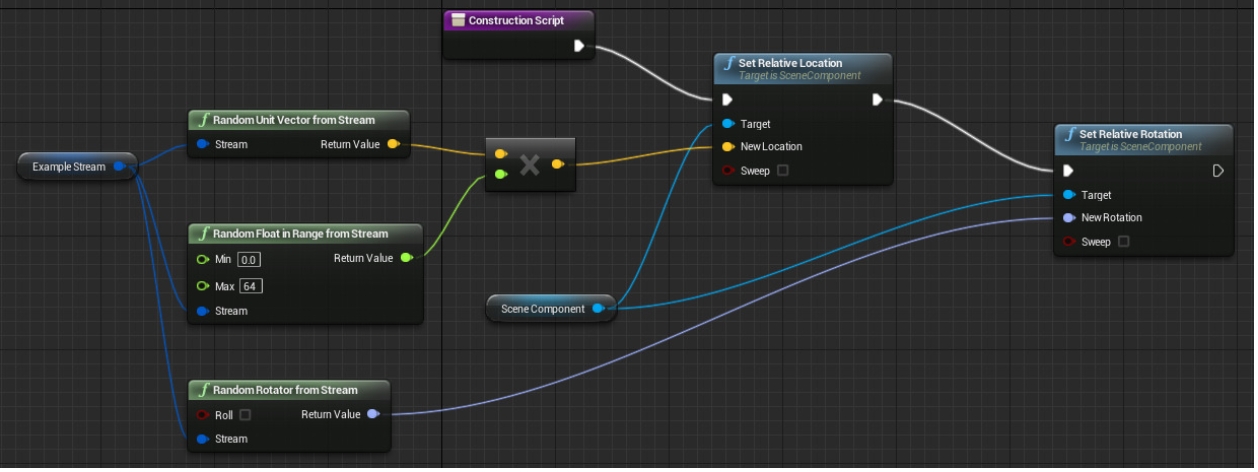 Construction Script
Set Relative Location
Target is SceneComponent
Target
New Location
Sweep
Set Relative Rotation
Target is SceneComponent
Target
New Rotation
Sweep
Random Unit Vector from Stream
Stream Return Value
Example Stream
Random Float in Range from Stream
Min 0.0 Return Value
Max 64
Stream
Scene Component
Random Rotator from Stream
Roll Return Value
Stream